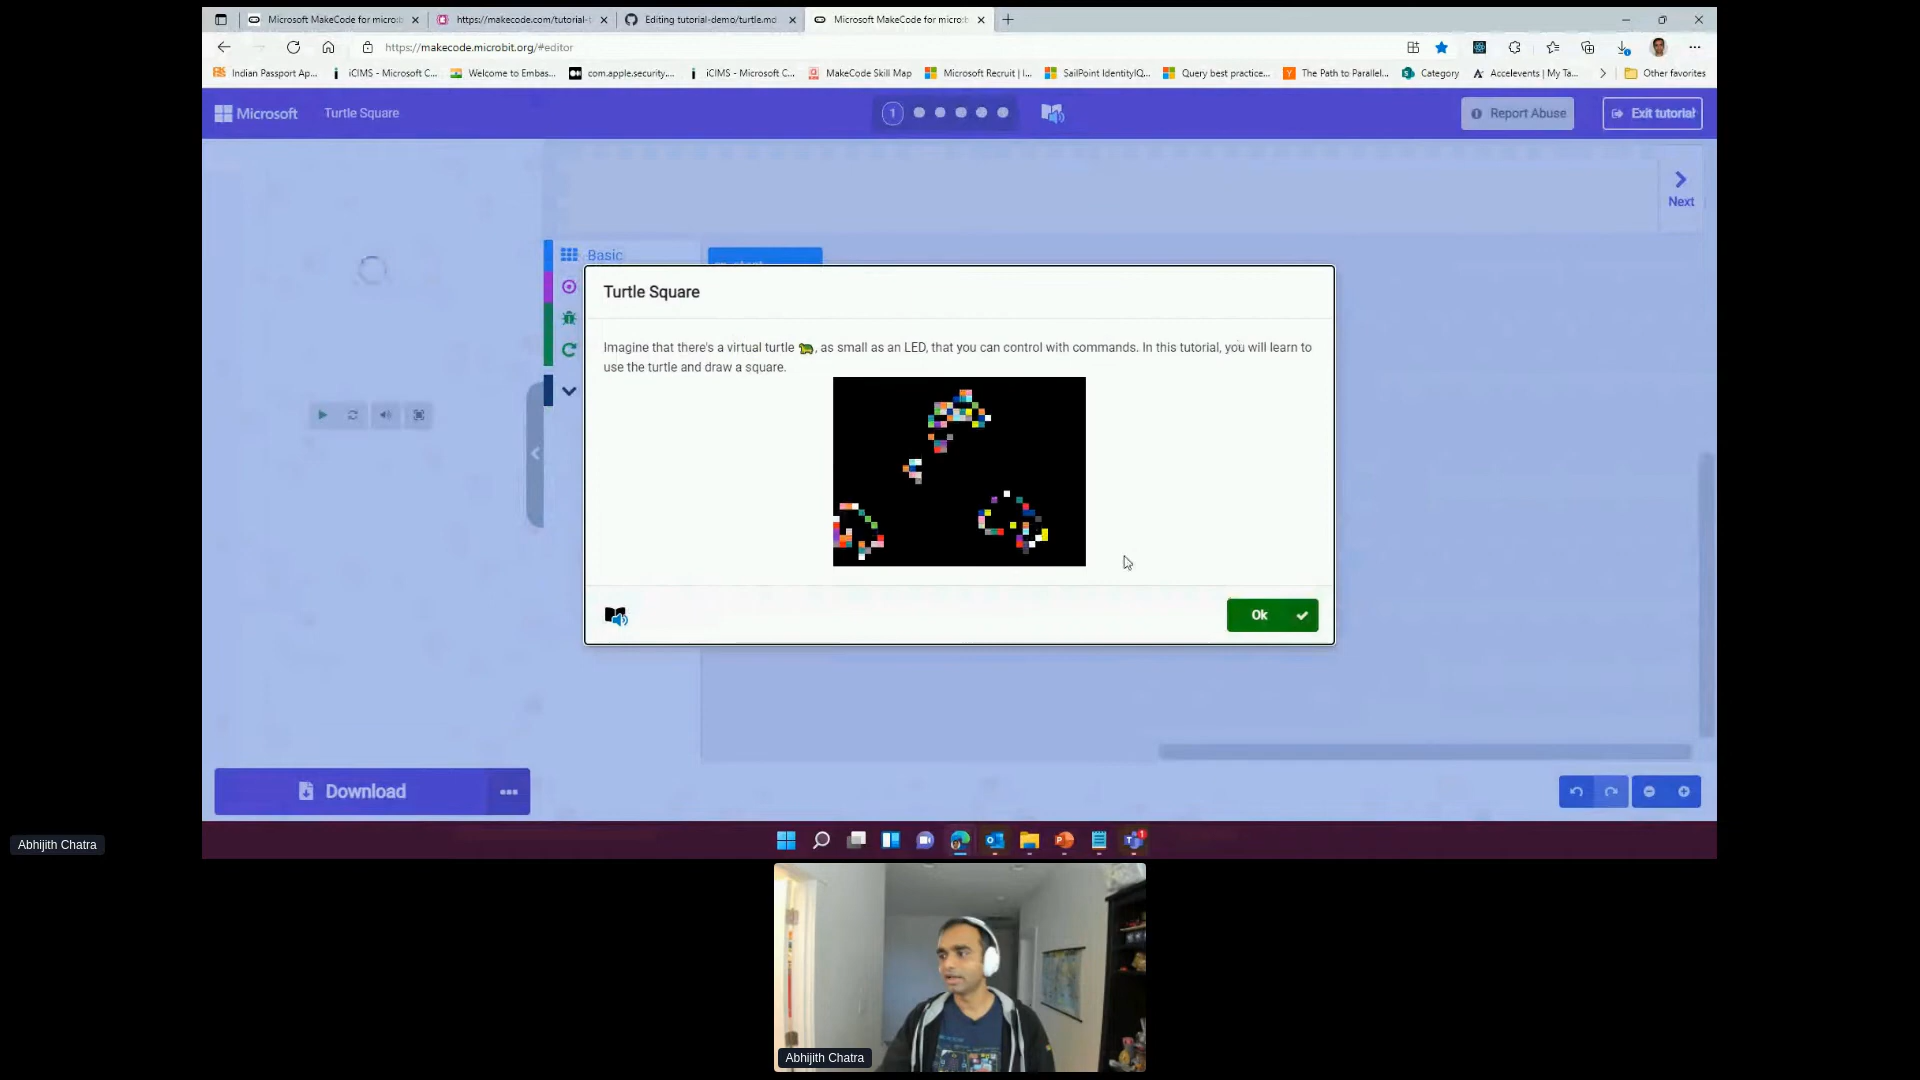 Microsoft MakeCode for micro:b
https://makecode.com/tutorial-t
Editing tutorial-demo/turtle.md
Microsoft MakeCode for micro:b
https://makecode.microbit.org/#editor
Indian Passport Ap...
iCIMS - Microsoft C...
Welcome to Embas...
com.apple.security....
iCIMS - Microsoft C...
MakeCode Skill Map
Microsoft Recruit | I...
SailPoint IdentityIQ...
Query best practice...
The Path to Parallel...
Category
Accelevents | My Ta...
Other favorites
Microsoft
Turtle Square
1
Report Abuse
Exit tutorial
Next
Basic
Turtle Square
Imagine that there's a virtual turtle 🐢, as small as an LED, that you can control with commands. In this tutorial, you will learn to
use the turtle and draw a square.
Ok
Download
1
Abhijith Chatra
Abhijith Chatra